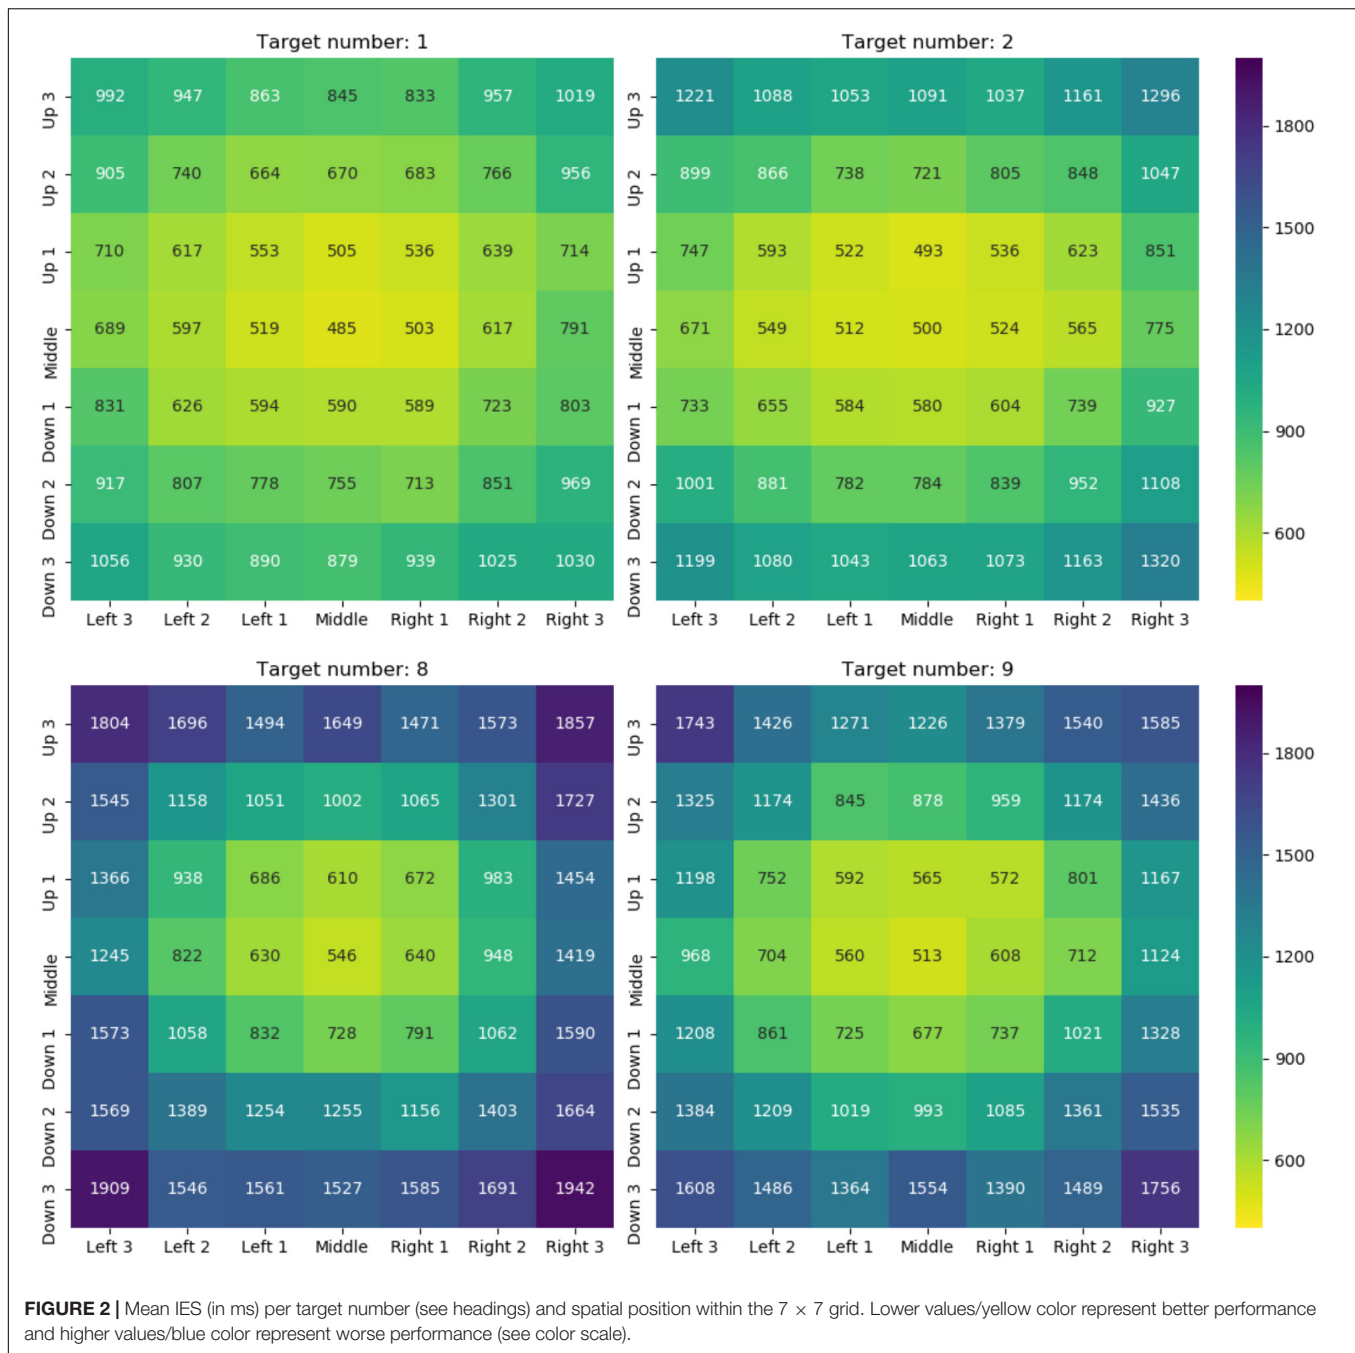 Target number: 1
Up 3 992 947 863 845 833 957 1019
Up 2 905 740 664 670 683 766 956
Up 1 710 617 553 505 536 639 714
Middle 689 597 519 485 503 617 791
Down 1 831 626 594 590 589 723 803
Down 2 917 807 778 755 713 851 969
Down 3 1056 930 890 879 939 1025 1030
Left 3 Left 2 Left 1 Middle Right 1 Right 2 Right 3
Target number: 2
Up 3 1221 1088 1053 1091 1037 1161 1296
Up 2 899 866 738 721 805 848 1047
Up 1 747 593 522 493 536 623 851
Middle 671 549 512 500 524 565 775
Down 1 733 655 584 580 604 739 927
Down 2 1001 881 782 784 839 952 1108
Down 3 1199 1080 1043 1063 1073 1163 1320
Left 3 Left 2 Left 1 Middle Right 1 Right 2 Right 3
1800
1500
1200
900
600
Target number: 8
Up 3 1804 1696 1494 1649 1471 1573 1857
Up 2 1545 1158 1051 1002 1065 1301 1727
Up 1 1366 938 686 610 672 983 1454
Middle 1245 822 630 546 640 948 1419
Down 1 1573 1058 832 728 791 1062 1590
Down 2 1569 1389 1254 1255 1156 1403 1664
Down 3 1909 1546 1561 1527 1585 1691 1942
Left 3 Left 2 Left 1 Middle Right 1 Right 2 Right 3
Target number: 9
Up 3 1743 1426 1271 1226 1379 1540 1585
Up 2 1325 1174 845 878 959 1174 1436
Up 1 1198 752 592 565 572 801 1167
Middle 968 704 560 513 608 712 1124
Down 1 1208 861 725 677 737 1021 1328
Down 2 1384 1209 1019 993 1085 1361 1535
Down 3 1608 1486 1364 1554 1390 1489 1756
Left 3 Left 2 Left 1 Middle Right 1 Right 2 Right 3
1800
1500
1200
900
600
FIGURE 2 | Mean IES (in ms) per target number (see headings) and spatial position within the 7 × 7 grid. Lower values/yellow color represent better performance
and higher values/blue color represent worse performance (see color scale).